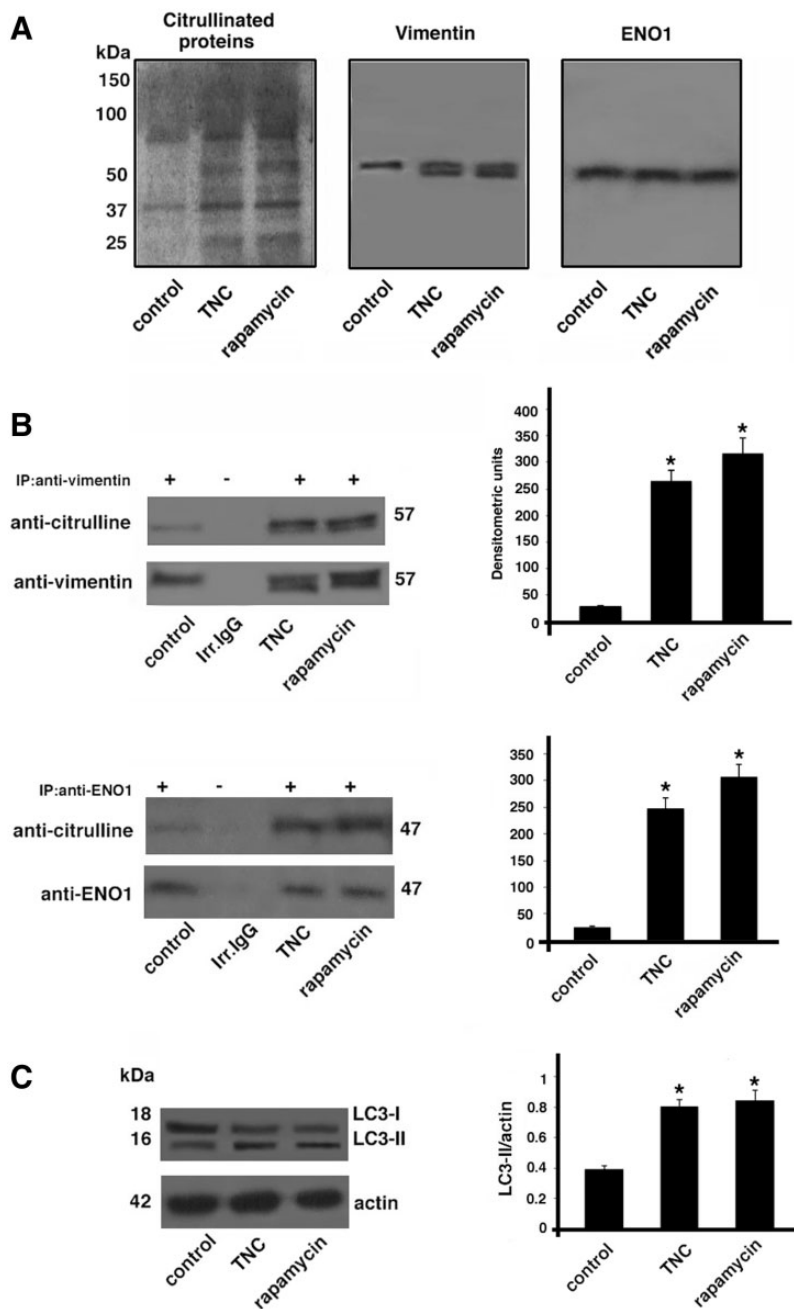 A
Citrullinated
proteins
Vimentin
ENO1
kDa
150
100
50
37
25
control
TNC
rapamycin
control
TNC
rapamycin
control
TNC
rapamycin
B
IP:anti-vimentin + - + +
anti-citrulline 57
anti-vimentin 57
control
Irr.IgG
TNC
rapamycin
Densitometric units
400
350
300
250
200
150
100
50
0
*
*
control
TNC
rapamycin
IP:anti-ENO1 + - + +
anti-citrulline 47
anti-ENO1 47
control
Irr.IgG
TNC
rapamycin
350
300
250
200
150
100
50
0
*
*
control
TNC
rapamycin
C
kDa
18 LC3-I
16 LC3-II
42 actin
control
TNC
rapamycin
LC3-II/actin
1
0.8
0.6
0.4
0.2
0
*
*
control
TNC
rapamycin